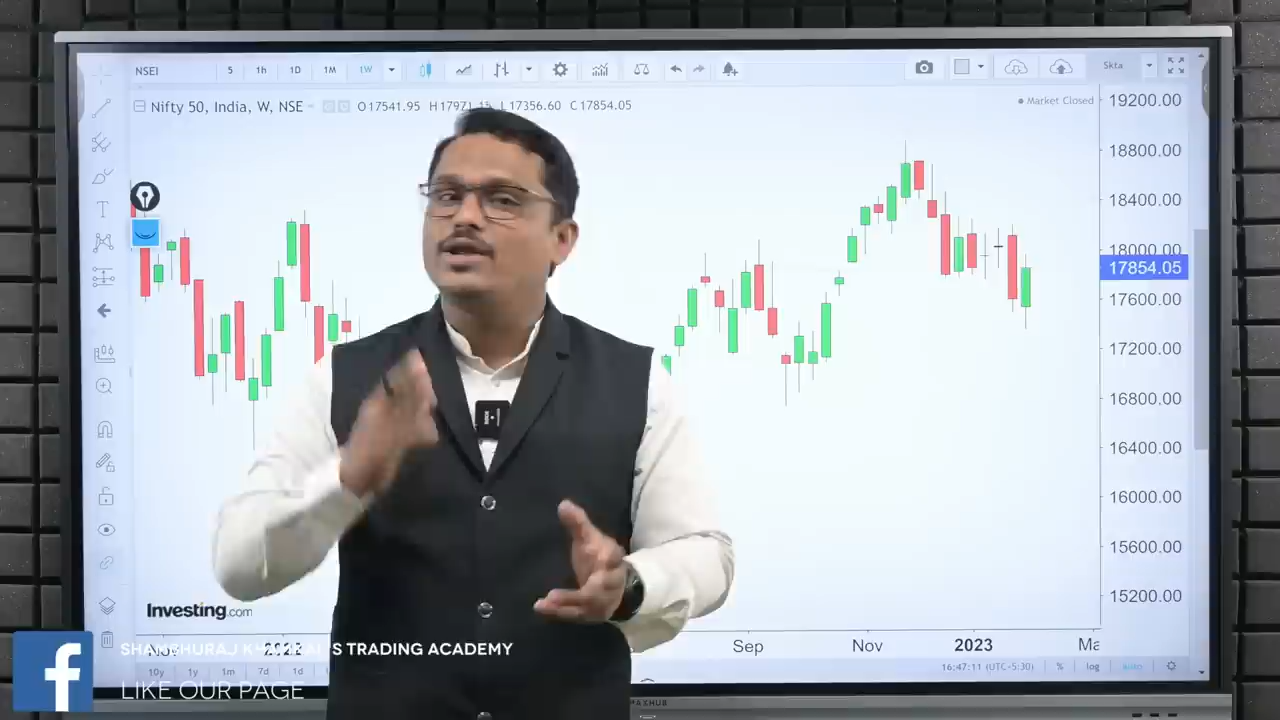 NSEI
5
1h
1D
1M
1W
Skta
Nifty 50, India, W, NSE
O17541.95
L17356.60 C17854.05
Market Closed
19200.00
18800.00
18400.00
18000.00
17854.05
17600.00
17200.00
16800.00
16400.00
16000.00
15600.00
15200.00
Investing.com
Sep
Nov
2023
10y
1y
1m
7d
1d
16:47:11 (UTC+5:30)
%
log
auto
TRADING ACADEMY
LIKE OUR PAGE
f